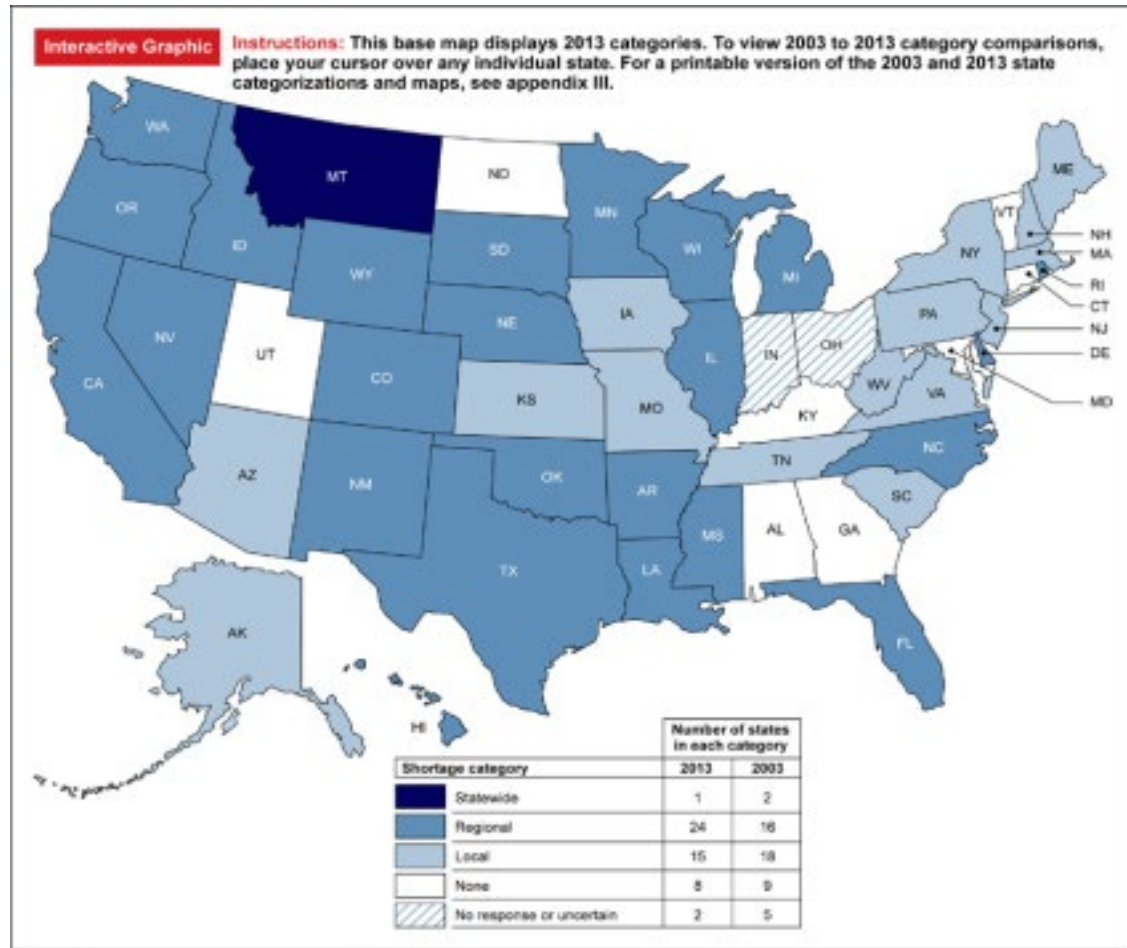 Interactive Graphic
Instructions: This base map displays 2013 categories. To view 2003 to 2013 category comparisons,
place your cursor over any individual state. For a printable version of the 2003 and 2013 state
categorizations and maps, see appendix III.
WA
MT
ND
ME
OR
MN
VT
ID
SD
WI
NH
WY
NY
MA
MI
RI
CT
IA
PA
NE
NJ
NV
UT
IL
IN
OH
DE
CA
CO
WV
KS
MO
VA
MD
KY
AZ
NM
OK
TN
NC
AR
SC
MS
AL
GA
TX
LA
AK
FL
HI
Number of states
in each category
Shortage category 2013 2003
Statewide 1 2
Regional 24 16
Local 15 18
None 8 9
No response or uncertain 2 5